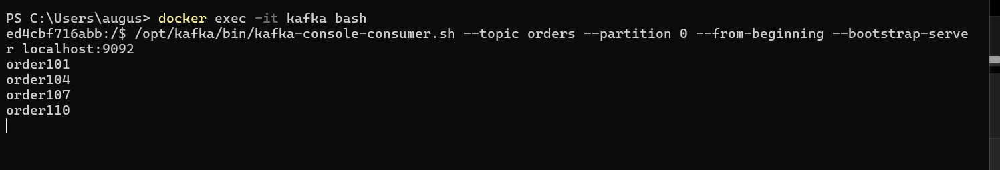 PS C:\Users\augus> docker exec -it kafka bash
ed4cbf716abb:/$ /opt/kafka/bin/kafka-console-consumer.sh --topic orders --partition 0 --from-beginning --bootstrap-serve
r localhost:9092
order101
order104
order107
order110